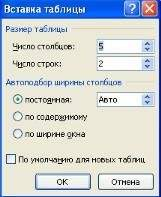 Вставка таблицы
Размер таблицы
Число столбцов: 5
Число строк: 2
Автоподбор ширины столбцов
постоянная: Авто
по содержимому
по ширине окна
По умолчанию для новых таблиц
ОК Отмена